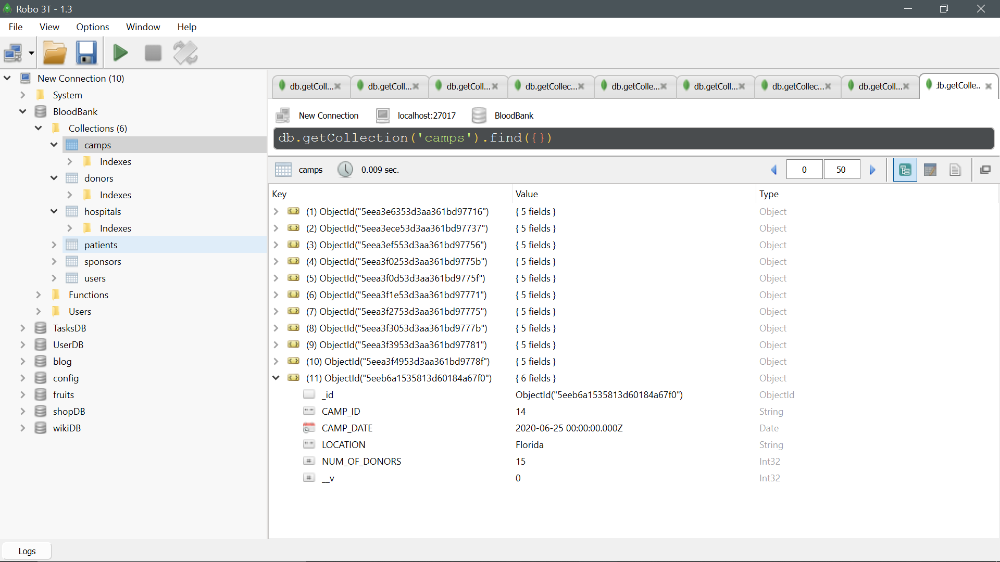 Robo 3T - 1.3
File View Options Window Help
New Connection (10)
System
BloodBank
Collections (6)
camps
Indexes
donors
Indexes
hospitals
Indexes
patients
sponsors
users
Functions
Users
TasksDB
UserDB
blog
config
fruits
shopDB
wikiDB
db.getColl... db.getColl... db.getColl... db.getCollec... db.getColle... db.getColl... db.getCollec... db.getColl... db.getColle..
New Connection localhost:27017 BloodBank
db.getCollection('camps').find({})
camps 0.009 sec. 0 50
Key Value Type
(1) ObjectId("5eea3e6353d3aa361bd97716") { 5 fields } Object
(2) ObjectId("5eea3ece53d3aa361bd97737") { 5 fields } Object
(3) ObjectId("5eea3ef553d3aa361bd97756") { 5 fields } Object
(4) ObjectId("5eea3f0253d3aa361bd9775b") { 5 fields } Object
(5) ObjectId("5eea3f0d53d3aa361bd9775f") { 5 fields } Object
(6) ObjectId("5eea3f1e53d3aa361bd97771") { 5 fields } Object
(7) ObjectId("5eea3f2753d3aa361bd97775") { 5 fields } Object
(8) ObjectId("5eea3f3053d3aa361bd9777b") { 5 fields } Object
(9) ObjectId("5eea3f3953d3aa361bd97781") { 5 fields } Object
(10) ObjectId("5eea3f4953d3aa361bd9778f") { 5 fields } Object
(11) ObjectId("5eeb6a1535813d60184a67f0") { 6 fields } Object
_id ObjectId("5eeb6a1535813d60184a67f0") ObjectId
CAMP_ID 14 String
CAMP_DATE 2020-06-25 00:00:00.000Z Date
LOCATION Florida String
NUM_OF_DONORS 15 Int32
__v 0 Int32
Logs